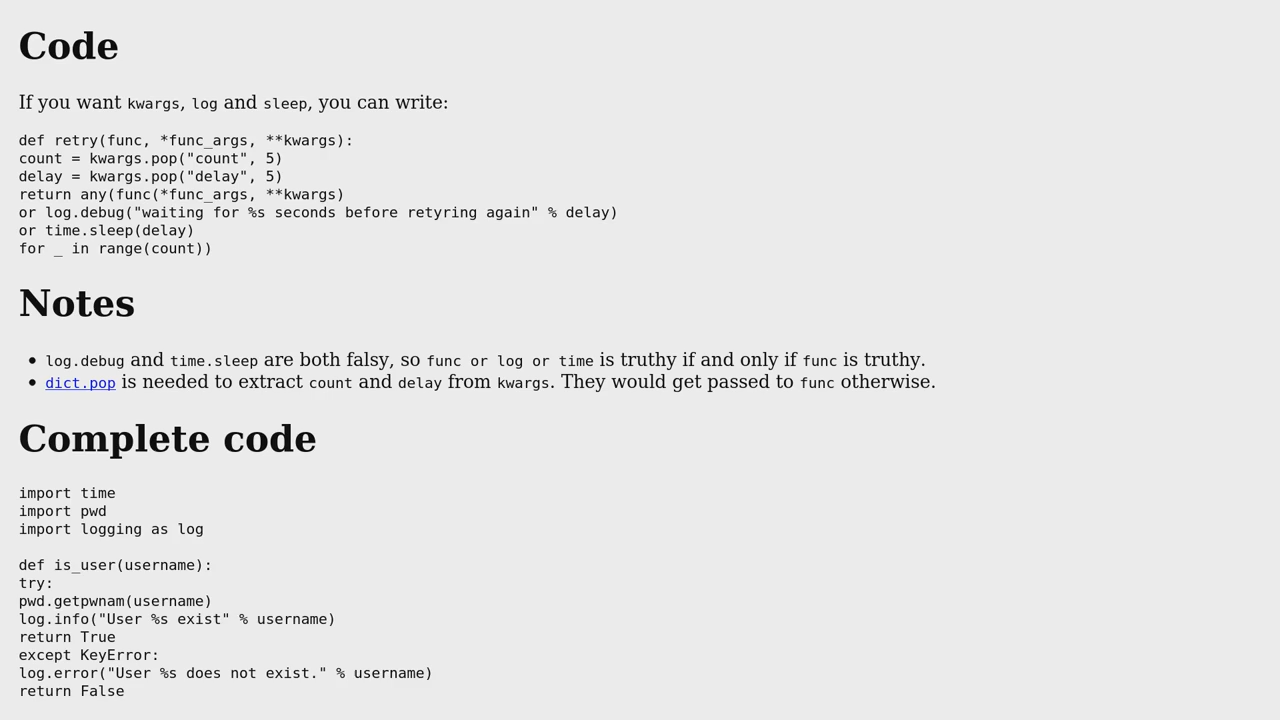 Code
If you want kwargs, log and sleep, you can write:
def retry(func, *func_args, **kwargs):
count = kwargs.pop("count", 5)
delay = kwargs.pop("delay", 5)
return any(func(*func_args, **kwargs)
or log.debug("waiting for %s seconds before retyring again" % delay)
or time.sleep(delay)
for _ in range(count))
Notes
• log.debug and time.sleep are both falsy, so func or log or time is truthy if and only if func is truthy.
• dict.pop is needed to extract count and delay from kwargs. They would get passed to func otherwise.
Complete code
import time
import pwd
import logging as log
def is_user(username):
try:
pwd.getpwnam(username)
log.info("User %s exist" % username)
return True
except KeyError:
log.error("User %s does not exist." % username)
return False